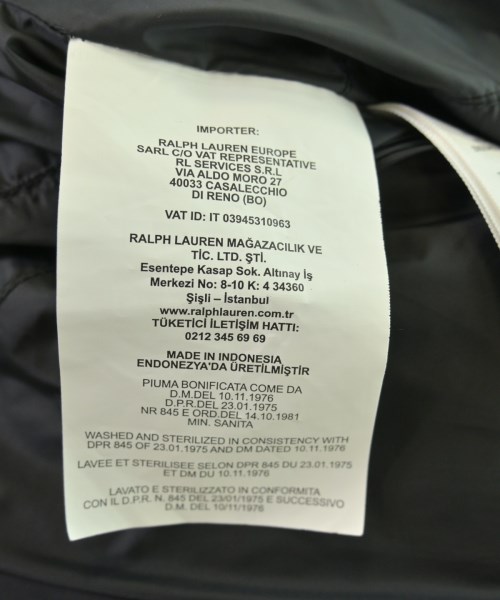 IMPORTER:
RALPH LAUREN EUROPE
SARL C/O VAT REPRESENTATIVE
RL SERVICES S.R.L
VIA ALDO MORO 27
40033 CASALECCHIO
DI RENO (BO)
VAT ID: IT 03945310963
RALPH LAUREN MAĞAZACILIK VE
TİC. LTD. ŞTİ.
Esentepe Kasap Sok. Altınay İş
Merkezi No: 8-10 K: 4 34360
Şişli – İstanbul
www.ralphlauren.com.tr
TÜKETİCİ İLETİŞİM HATTI:
0212 345 69 69
MADE IN INDONESIA
ENDONEZYA'DA ÜRETİLMİŞTİR
PIUMA BONIFICATA COME DA
D.M.DEL 10.11.1976
D.P.R.DEL 23.01.1975
NR 845 E ORD.DEL 14.10.1981
MIN. SANITA
WASHED AND STERILIZED IN CONSISTENCY WITH
DPR 845 OF 23.01.1975 AND DM DATED 10.11.1976
LAVEE ET STERILISEE SELON DPR 845 DU 23.01.1975
ET DM DU 10.11.1976
LAVATO E STERILIZZATO IN CONFORMITA
CON IL D.P.R. N. 845 DEL 23/01/1975 E SUCCESSIVO
D.M. DEL 10/11/1976